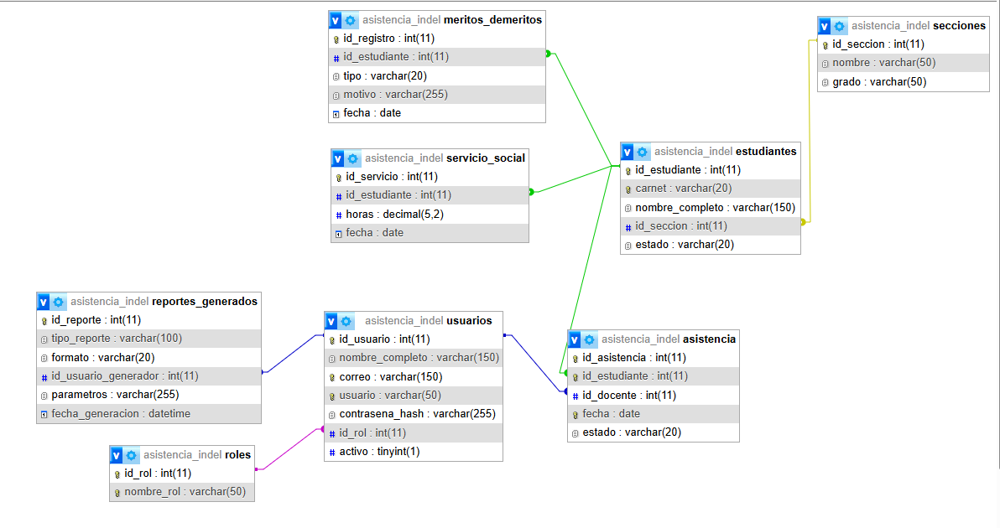 v asistencia_indel meritos_demeritos
id_registro : int(11)
# id_estudiante : int(11)
tipo : varchar(20)
motivo : varchar(255)
fecha : date
v asistencia_indel secciones
id_seccion : int(11)
nombre : varchar(50)
grado : varchar(50)
v asistencia_indel servicio_social
id_servicio : int(11)
# id_estudiante : int(11)
# horas : decimal(5,2)
fecha : date
v asistencia_indel estudiantes
id_estudiante : int(11)
carnet : varchar(20)
nombre_completo : varchar(150)
# id_seccion : int(11)
estado : varchar(20)
v asistencia_indel reportes_generados
id_reporte : int(11)
tipo_reporte : varchar(100)
formato : varchar(20)
# id_usuario_generador : int(11)
parametros : varchar(255)
fecha_generacion : datetime
v asistencia_indel usuarios
id_usuario : int(11)
nombre_completo : varchar(150)
correo : varchar(150)
usuario : varchar(50)
contrasena_hash : varchar(255)
# id_rol : int(11)
# activo : tinyint(1)
v asistencia_indel asistencia
id_asistencia : int(11)
id_estudiante : int(11)
# id_docente : int(11)
fecha : date
estado : varchar(20)
v asistencia_indel roles
id_rol : int(11)
nombre_rol : varchar(50)